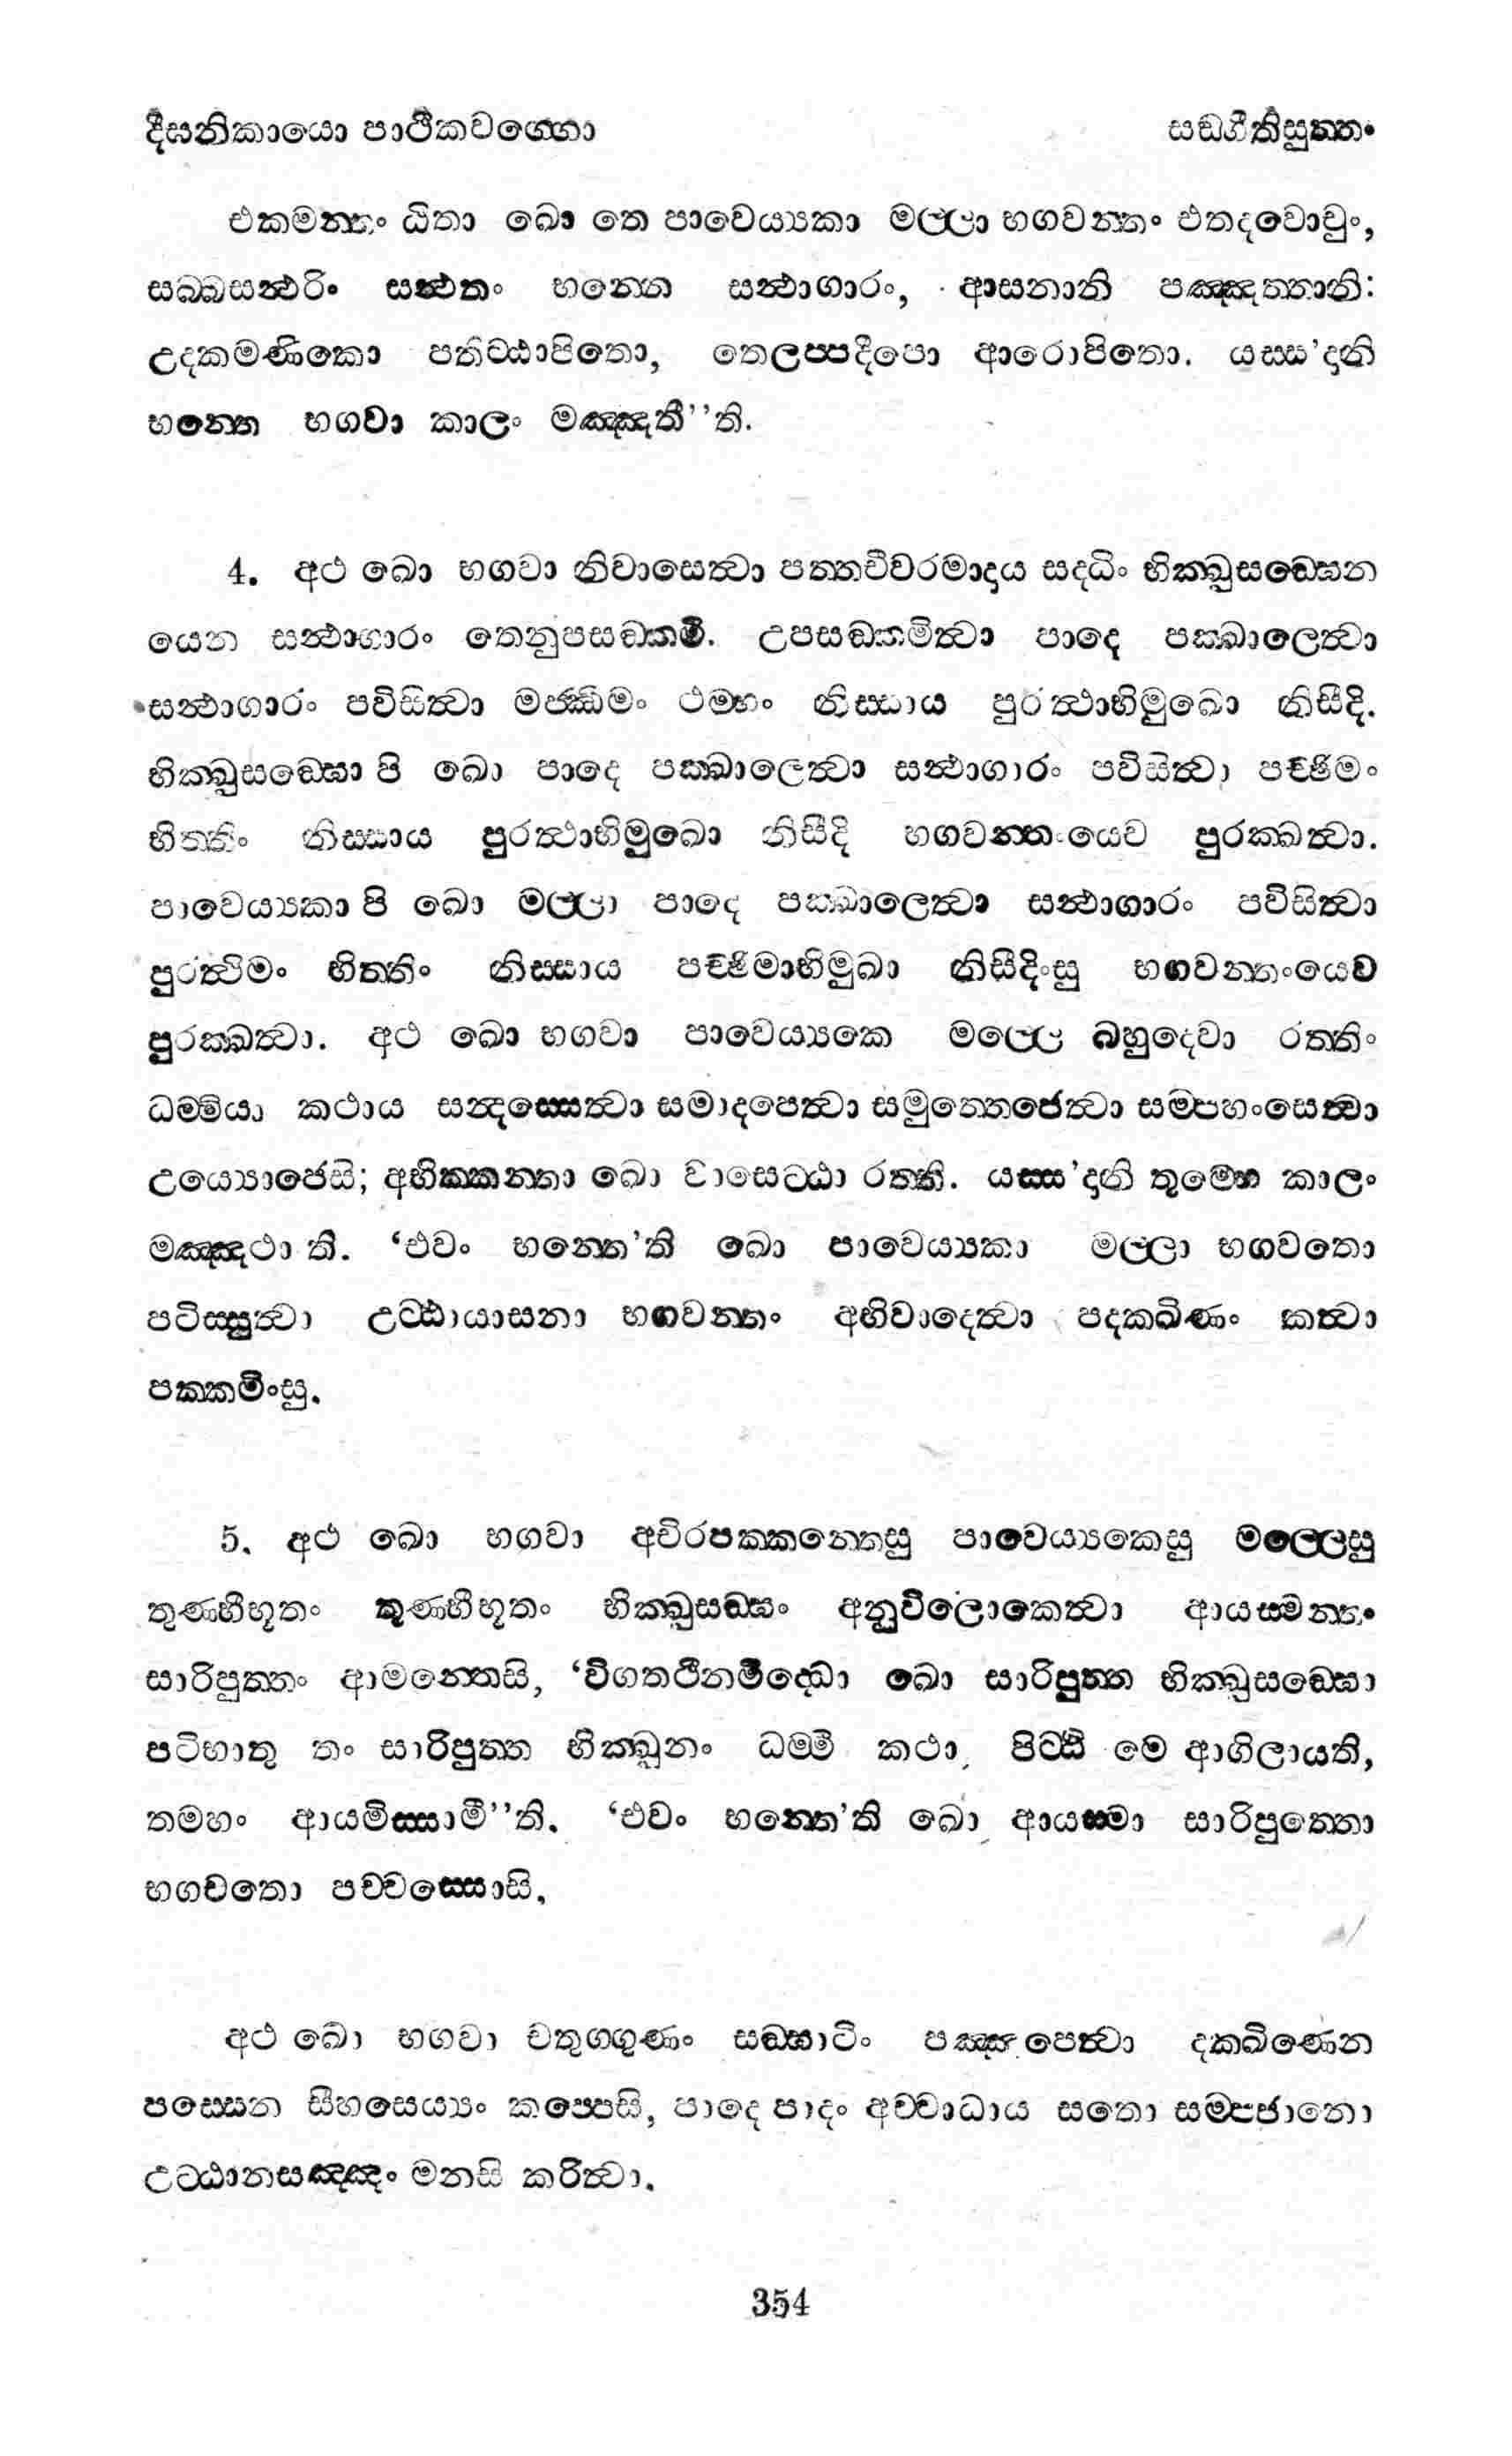 දීඝනිකායො පාථිකවග්ගො සඞගීතිසුත්තං
එකමන්තං ඨිතා ඛො තෙ පාවෙය්‍යකා මල්ලා භගවන්තං එතදවොචුං,
සබ්බසන්ථරිං සන්ථතං භන්තෙ සන්ථාගාරං, ආසනානි පඤ්ඤත්තානි:
උදකමණිකො පතිට්ඨාපිතො, තෙලප්පදීපො ආරොපිතො. යස්ස'දානි
භන්තෙ භගවා කාලං මඤ්ඤතී''ති.
4. අථ ඛො භගවා නිවාසෙත්‍වා පත්තචීවරමාදාය සද්ධිං භික්ඛුසඞ්ඝෙන
යෙන සන්ථාගාරං තෙනුපසඞ්කමි. උපසඞ්කමිත්‍වා පාදෙ පක්ඛාලෙත්‍වා
සන්ථාගාරං පවිසිත්‍වා මජ්ඣිමං ථම්භං නිස්සාය පුරත්‍ථාභිමුඛො නිසීදි.
භික්ඛුසඞ්ඝො පි ඛො පාදෙ පක්ඛාලෙත්‍වා සන්ථාගාරං පවිසිත්‍වා පච්ඡිමං
භිත්තිං නිස්සාය පුරත්‍ථාභිමුඛො නිසීදි භගවන්තංයෙව පුරක්ඛත්‍වා.
පාවෙය්‍යකා පි ඛො මල්ලා පාදෙ පක්ඛාලෙත්‍වා සන්ථාගාරං පවිසිත්‍වා
පුරත්‍ථිමං භිත්තිං නිස්සාය පච්ඡිමාභිමුඛා නිසීදිංසු භගවන්තංයෙව
පුරක්ඛත්‍වා. අථ ඛො භගවා පාවෙය්‍යකෙ මල්ලෙ බහුදෙවා රත්තිං
ධම්මියා කථාය සන්දස්සෙත්‍වා සමාදපෙත්‍වා සමුත්තෙජෙත්‍වා සම්පහංසෙත්‍වා
උය්‍යොජෙසි; අභික්කන්තා ඛො වාසෙට්ඨා රත්ති. යස්ස'දානි තුම්හෙ කාලං
මඤ්ඤථා ති. 'එවං භන්තෙ'ති ඛො පාවෙය්‍යකා මල්ලා භගවතො
පටිස්සුත්‍වා උට්ඨායාසනා භගවන්තං අභිවාදෙත්‍වා පදක්ඛිණං කත්‍වා
පක්කමිංසු.
5. අථ ඛො භගවා අචිරපක්කන්තෙසු පාවෙය්‍යකෙසු මල්ලෙසු
තුණ්හීභූතං තුණ්හීභූතං භික්ඛුසඞ්ඝං අනුවිලොකෙත්‍වා ආයස්මන්තං
සාරිපුත්තං ආමන්තෙසි, 'විගතථීනමිද්ධො ඛො සාරිපුත්ත භික්ඛුසඞ්ඝො
පටිභාතු තං සාරිපුත්ත භික්ඛූනං ධම්මි කථා, පිට්ඨි මෙ ආගිලායති,
තමහං ආයමිස්සාමී''ති. 'එවං භන්තෙ'ති ඛො ආයස්මා සාරිපුත්තො
භගවතො පච්චස්සොසි.
අථ ඛො භගවා චතුග්ගුණං සඞ්ඝාටිං පඤ්ඤපෙත්‍වා දක්ඛිණෙන
පස්සෙන සීහසෙය්‍යං කප්පෙසි, පාදෙ පාදං අච්චාධාය සතො සම්පජානො
උට්ඨානසඤ්ඤං මනසි කරිත්‍වා.
354